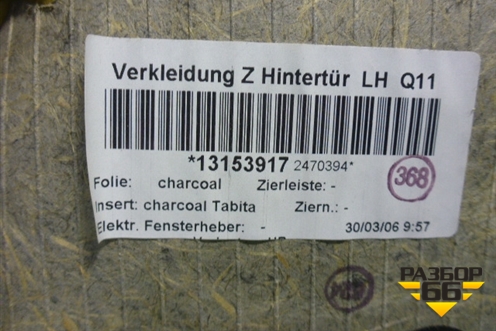 Verkleidung Z Hintertür LH Q11
*13153917 2470394*
368
Folie: charcoal Zierleiste: -
Insert: charcoal Tabita Ziern.: -
Elektr. Fensterheber: - 30/03/06 9:57
РАЗБОР
66